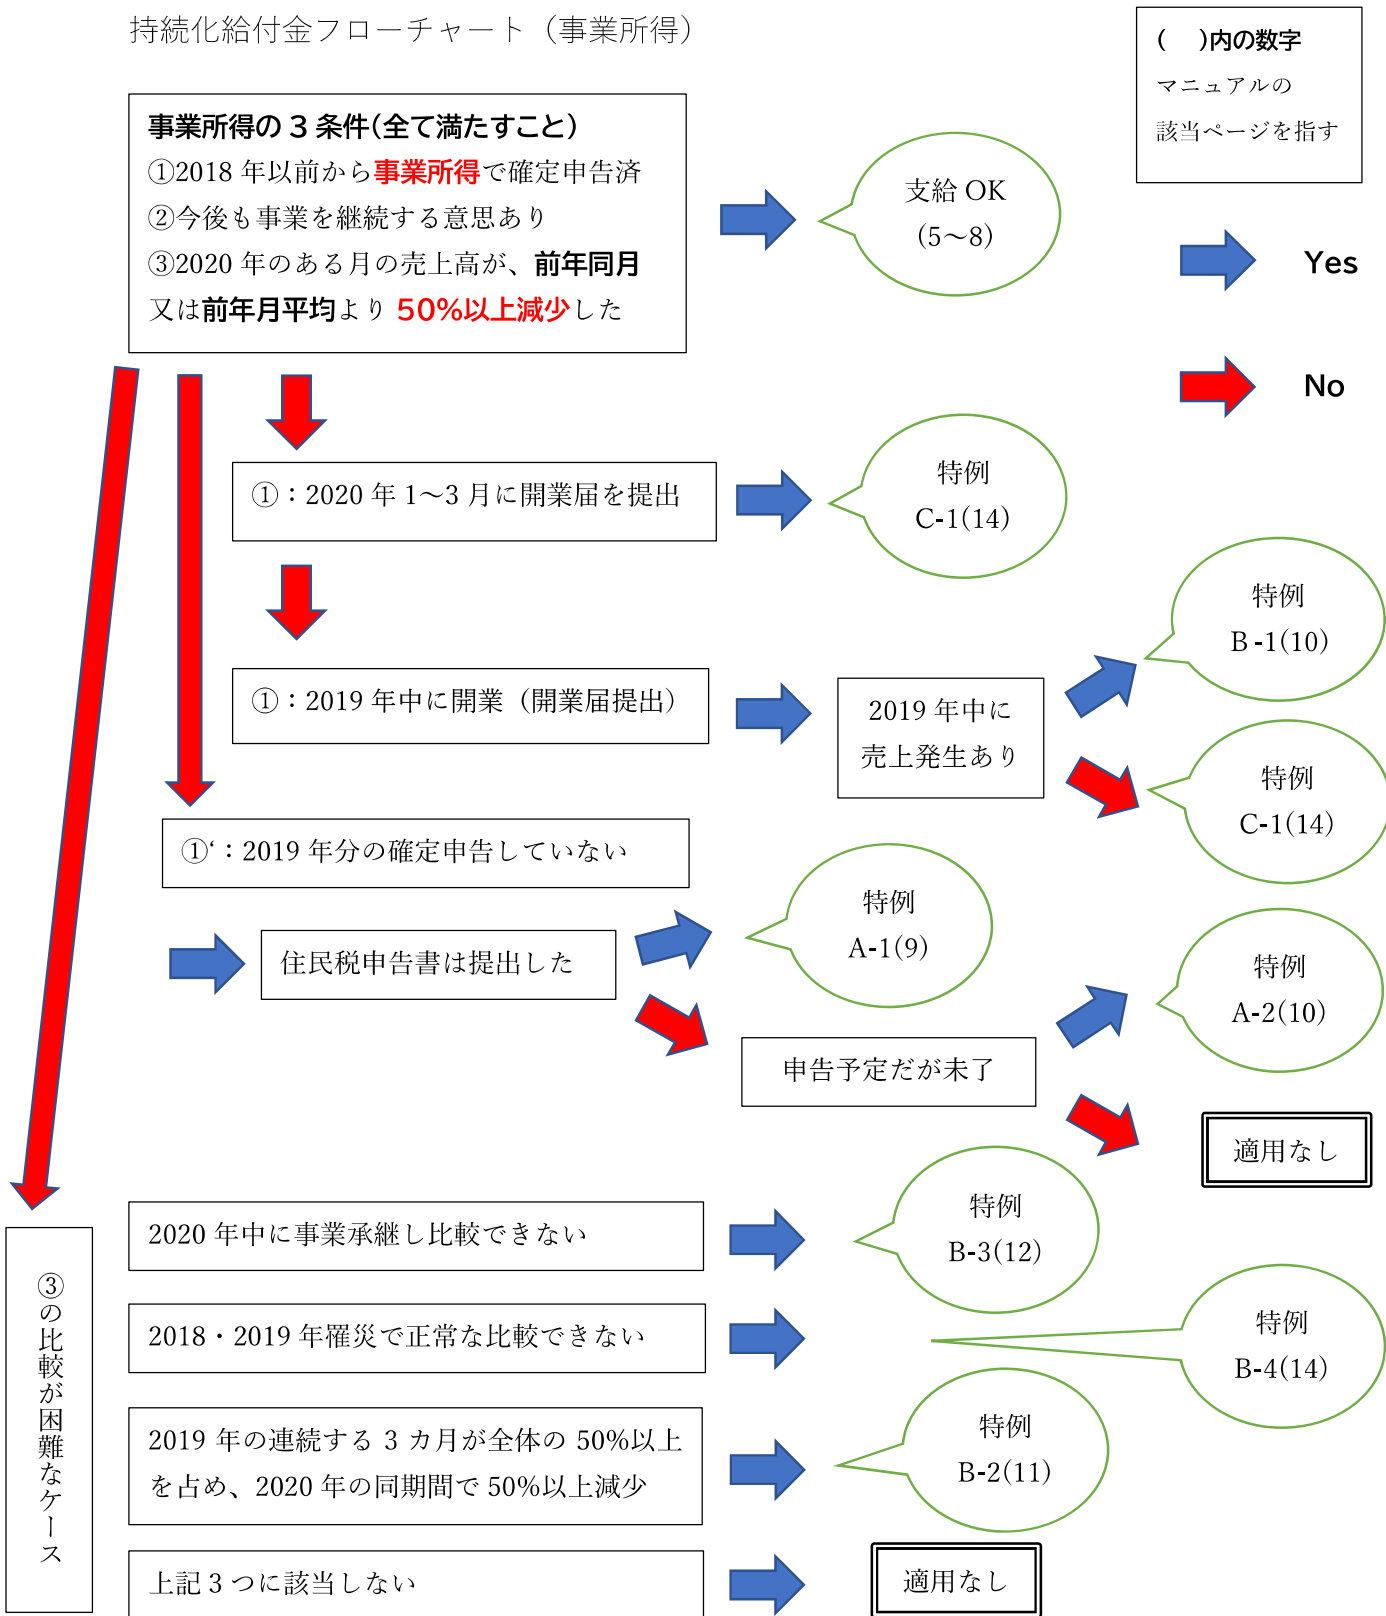 持続化給付金フローチャート（事業所得）
(　)内の数字
マニュアルの
該当ページを指す
事業所得の 3 条件(全て満たすこと)
①2018 年以前から事業所得で確定申告済
②今後も事業を継続する意思あり
③2020 年のある月の売上高が、前年同月
又は前年月平均より 50%以上減少した
支給 OK
(5～8)
Yes
No
①：2020 年 1～3 月に開業届を提出
特例
C-1(14)
①：2019 年中に開業（開業届提出）
2019 年中に
売上発生あり
特例
B-1(10)
特例
C-1(14)
①‘：2019 年分の確定申告していない
住民税申告書は提出した
特例
A-1(9)
申告予定だが未了
特例
A-2(10)
適用なし
③の比較が困難なケース
2020 年中に事業承継し比較できない
特例
B-3(12)
2018・2019 年罹災で正常な比較できない
特例
B-4(14)
2019 年の連続する 3 カ月が全体の 50%以上
を占め、2020 年の同期間で 50%以上減少
特例
B-2(11)
上記 3 つに該当しない
適用なし